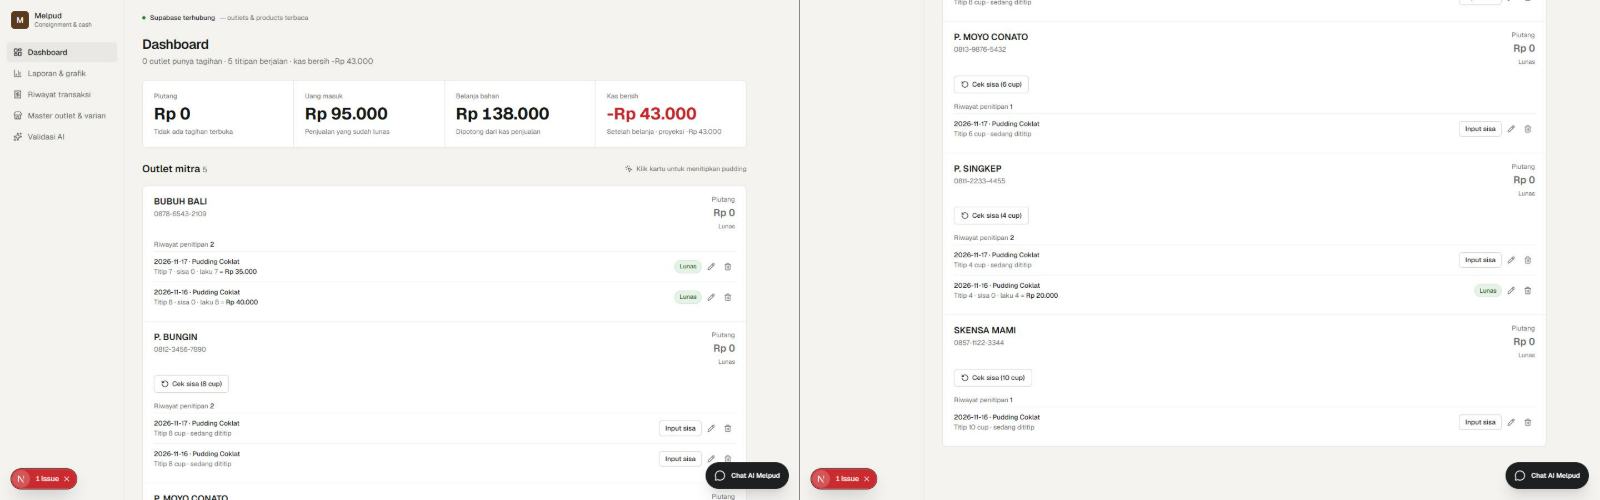 M
Melpud
Consignment & cash
Dashboard
Laporan & grafik
Riwayat transaksi
Master outlet & varian
Validasi AI
Supabase terhubung — outlets & products terbaca
Dashboard
0 outlet punya tagihan · 5 titipan berjalan · kas bersih -Rp 43.000
Piutang
Rp 0
Tidak ada tagihan terbuka
Uang masuk
Rp 95.000
Penjualan yang sudah lunas
Belanja bahan
Rp 138.000
Dipotong dari kas penjualan
Kas bersih
-Rp 43.000
Setelah belanja · proyeksi -Rp 43.000
Outlet mitra 5
Klik kartu untuk menitipkan pudding
BUBUH BALI
0878-6543-2109
Piutang
Rp 0
Lunas
Riwayat penitipan 2
2026-11-17 · Pudding Coklat
Titip 7 · sisa 0 · laku 7 = Rp 35.000
Lunas
2026-11-16 · Pudding Coklat
Titip 8 · sisa 0 · laku 8 = Rp 40.000
Lunas
P. BUNGIN
0812-3456-7890
Piutang
Rp 0
Lunas
Cek sisa (8 cup)
Riwayat penitipan 2
2026-11-17 · Pudding Coklat
Titip 8 cup · sedang dititip
Input sisa
2026-11-16 · Pudding Coklat
Titip 8 cup · sedang dititip
Input sisa
P. MOYO CONATO
Piutang
N
1 Issue
Chat AI Melpud
Titip 8 cup · sedang dititip
P. MOYO CONATO
0813-9876-5432
Piutang
Rp 0
Lunas
Cek sisa (6 cup)
Riwayat penitipan 1
2026-11-17 · Pudding Coklat
Titip 6 cup · sedang dititip
Input sisa
P. SINGKEP
0811-2233-4455
Piutang
Rp 0
Lunas
Cek sisa (4 cup)
Riwayat penitipan 2
2026-11-17 · Pudding Coklat
Titip 4 cup · sedang dititip
Input sisa
2026-11-16 · Pudding Coklat
Titip 4 · sisa 0 · laku 4 = Rp 20.000
Lunas
SKENSA MAMI
0857-1122-3344
Piutang
Rp 0
Lunas
Cek sisa (10 cup)
Riwayat penitipan 1
2026-11-16 · Pudding Coklat
Titip 10 cup · sedang dititip
Input sisa
N
1 Issue
Chat AI Melpud